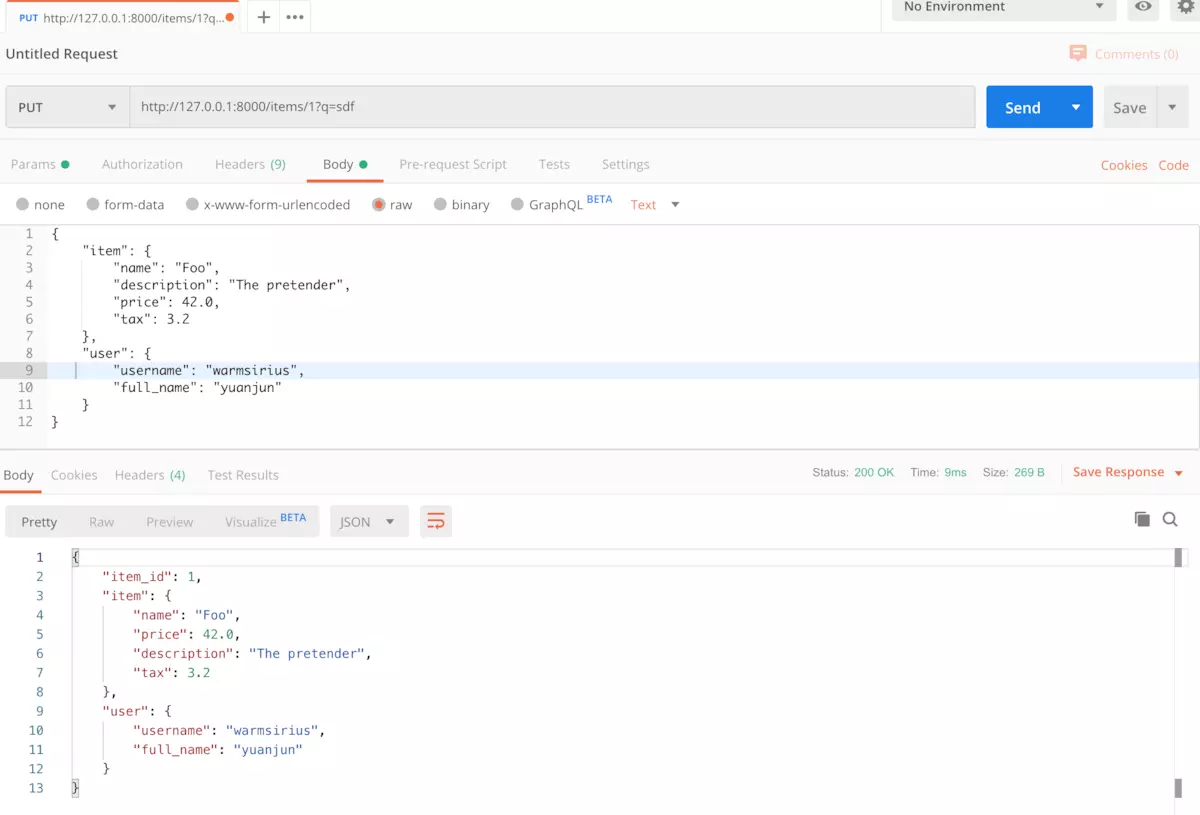 PUT http://127.0.0.1:8000/items/1?q... + ••• No Environment
Untitled Request Comments (0)
PUT http://127.0.0.1:8000/items/1?q=sdf Send Save
Params Authorization Headers (9) Body Pre-request Script Tests Settings Cookies Code
none form-data x-www-form-urlencoded raw binary GraphQL BETA Text
1 {
2 "item": {
3 "name": "Foo",
4 "description": "The pretender",
5 "price": 42.0,
6 "tax": 3.2
7 },
8 "user": {
9 "username": "warmsirius",
10 "full_name": "yuanjun"
11 }
12 }
Body Cookies Headers (4) Test Results Status: 200 OK Time: 9ms Size: 269 B Save Response
Pretty Raw Preview Visualize BETA JSON
1 {
2 "item_id": 1,
3 "item": {
4 "name": "Foo",
5 "price": 42.0,
6 "description": "The pretender",
7 "tax": 3.2
8 },
9 "user": {
10 "username": "warmsirius",
11 "full_name": "yuanjun"
12 }
13 }